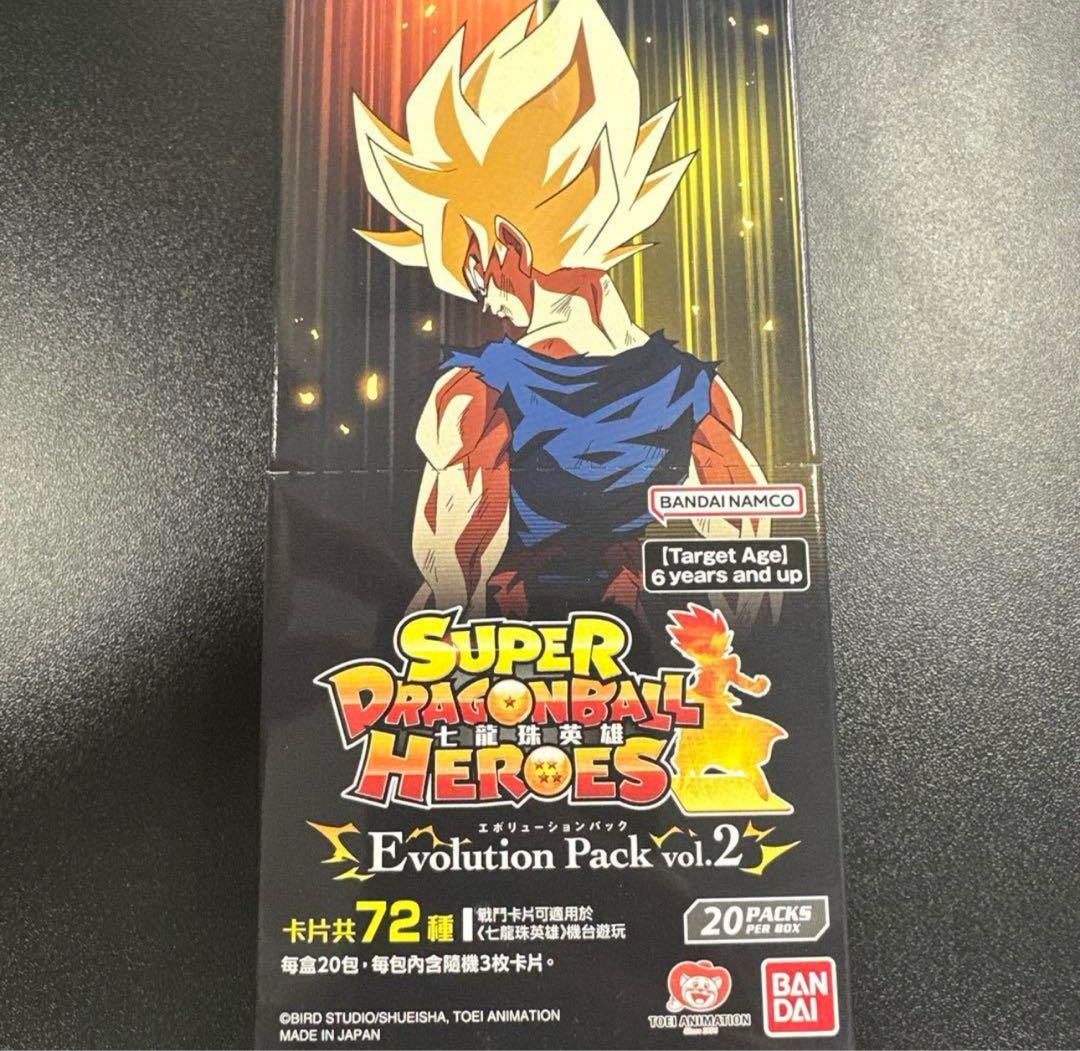 BANDAI NAMCO
[Target Age]
6 years and up
SUPER
DRAGONBALL
七龍珠英雄
HEROES
エボリューションパック
Evolution Pack vol.2
卡片共72種
戰鬥卡片可適用於
《七龍珠英雄》機台遊玩
20 PACKS
PER BOX
每盒20包，每包內含隨機3枚卡片。
©BIRD STUDIO/SHUEISHA, TOEI ANIMATION
MADE IN JAPAN
TOEI ANIMATION
BAN
DAI